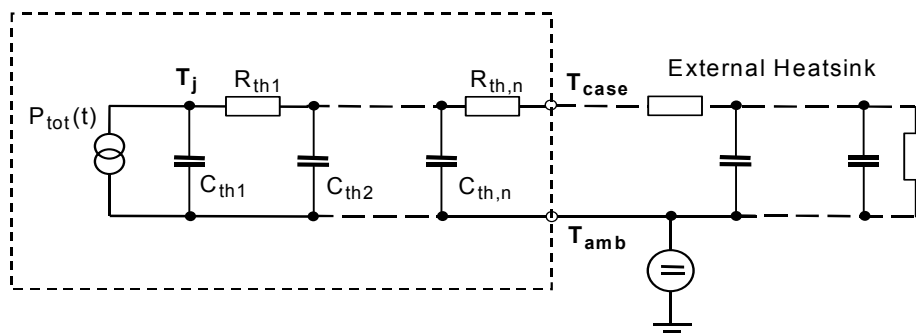 External Heatsink
T_j
R_th1
R_th,n
T_case
P_tot(t)
C_th1
C_th2
C_th,n
T_amb